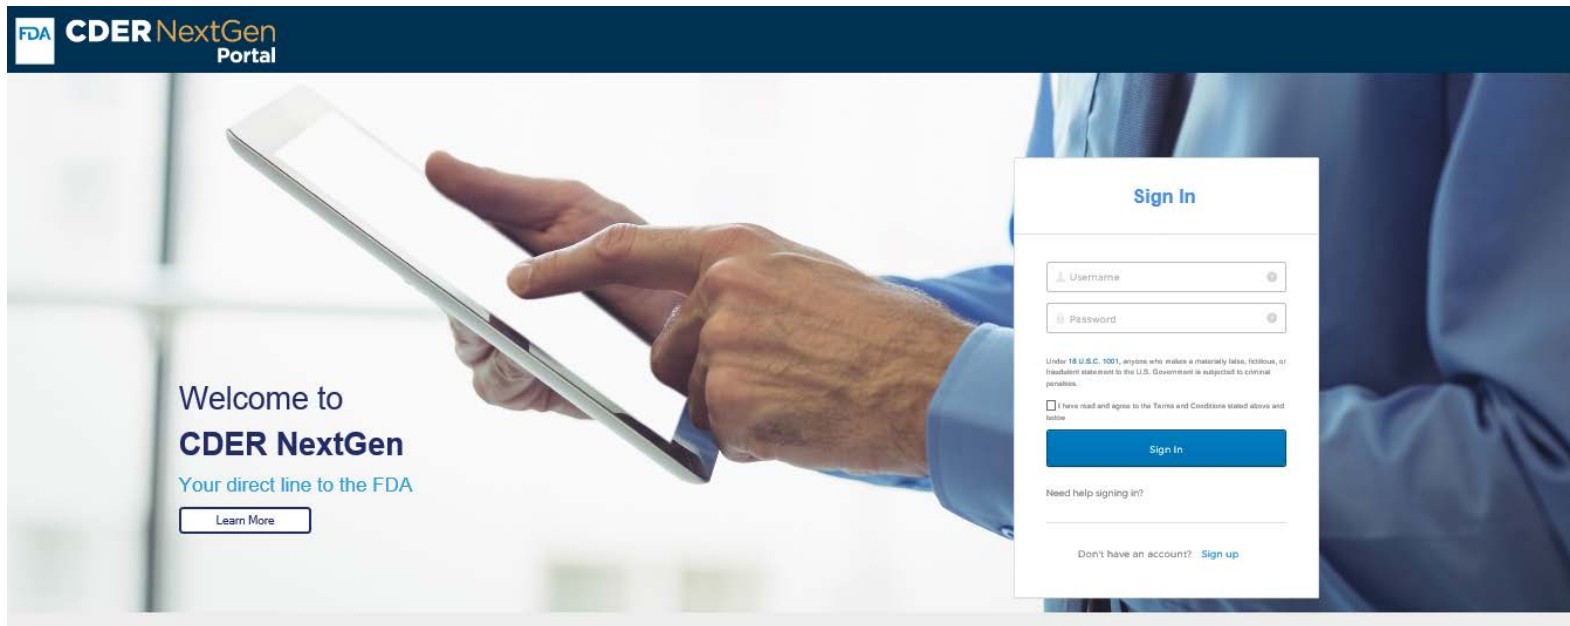 FDA
CDER NextGen
Portal
Sign In
Username
Password
Under 18 U.S.C. 1001, anyone who makes a materially false, fictitious, or
fraudulent statement to the U.S. Government is subjected to criminal
penalties.
I have read and agree to the Terms and Conditions stated above and
below
Sign In
Need help signing in?
Don't have an account? Sign up
Welcome to
CDER NextGen
Your direct line to the FDA
Learn More